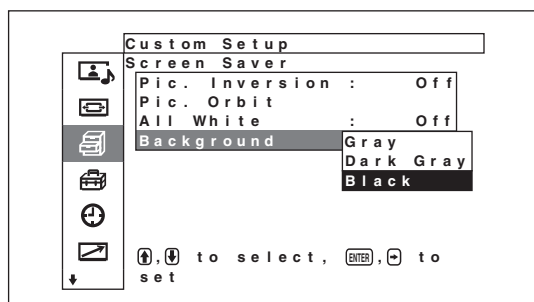 Custom Setup
Screen Saver
Pic. Inversion : Off
Pic. Orbit
All White : Off
Background
Gray
Dark Gray
Black
↑,↓ to select, ENTER,→ to
set